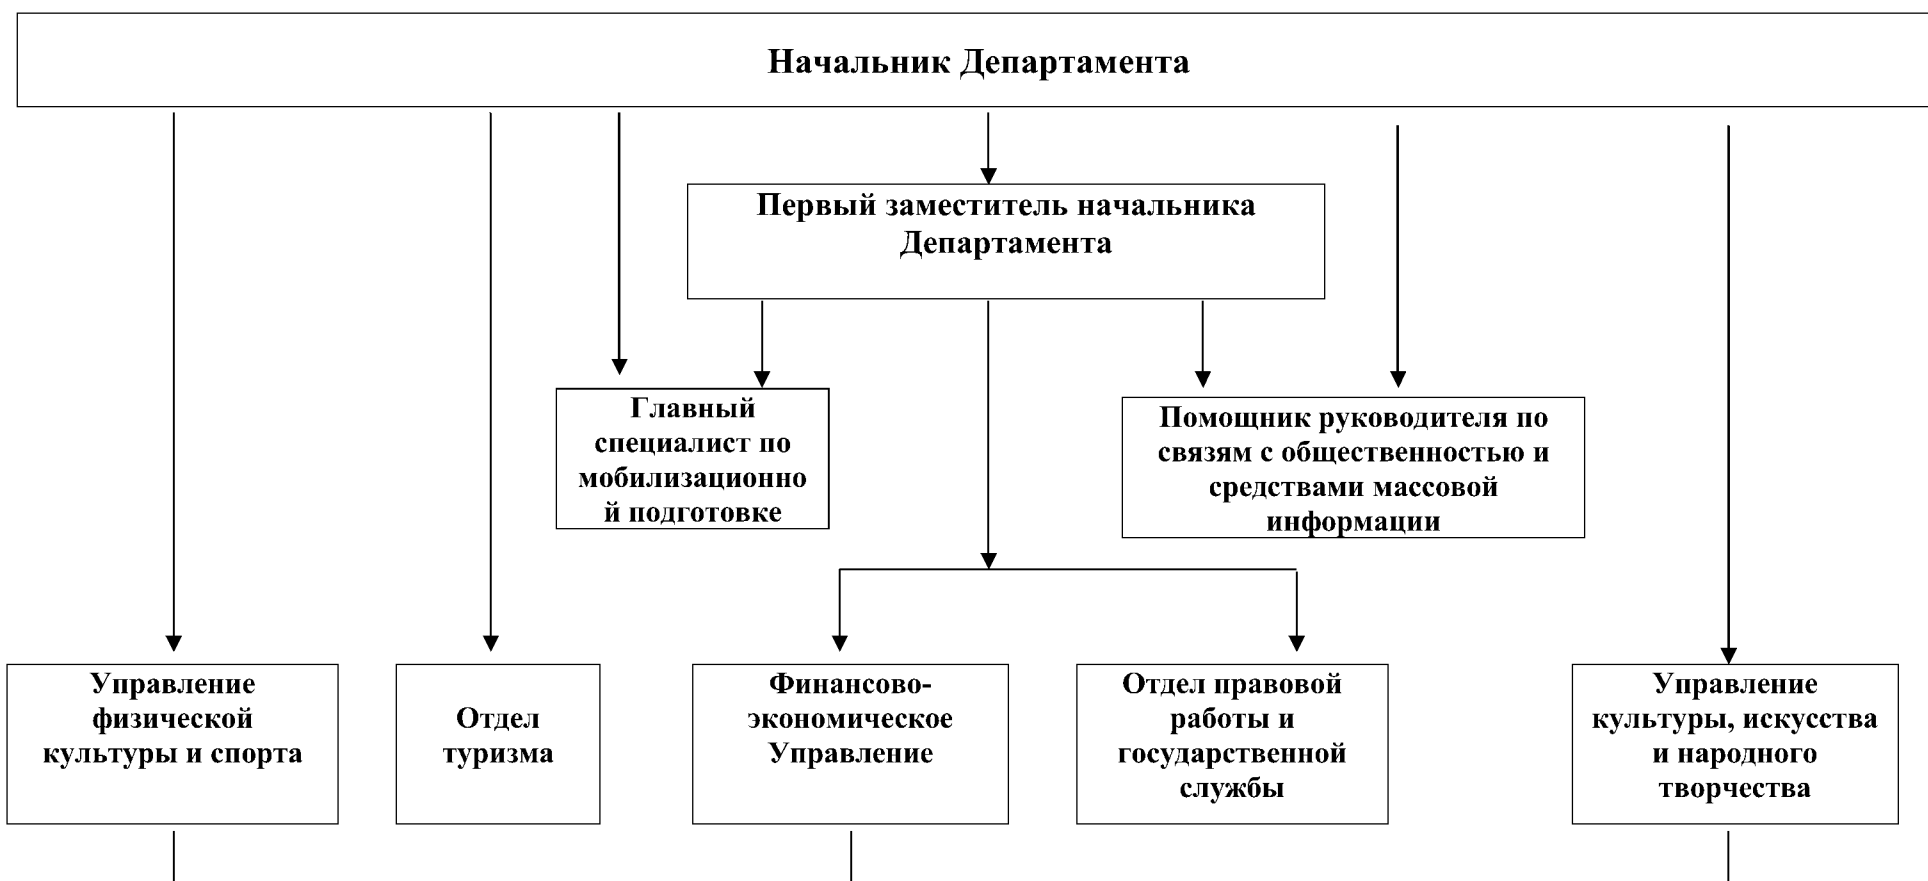 Начальник Департамента
Первый заместитель начальника
Департамента
Главный
специалист по
мобилизационно
й подготовке
Помощник руководителя по
связям с общественностью и
средствами массовой
информации
Управление
физической
культуры и спорта
Отдел
туризма
Финансово-
экономическое
Управление
Отдел правовой
работы и
государственной
службы
Управление
культуры, искусства
и народного
творчества